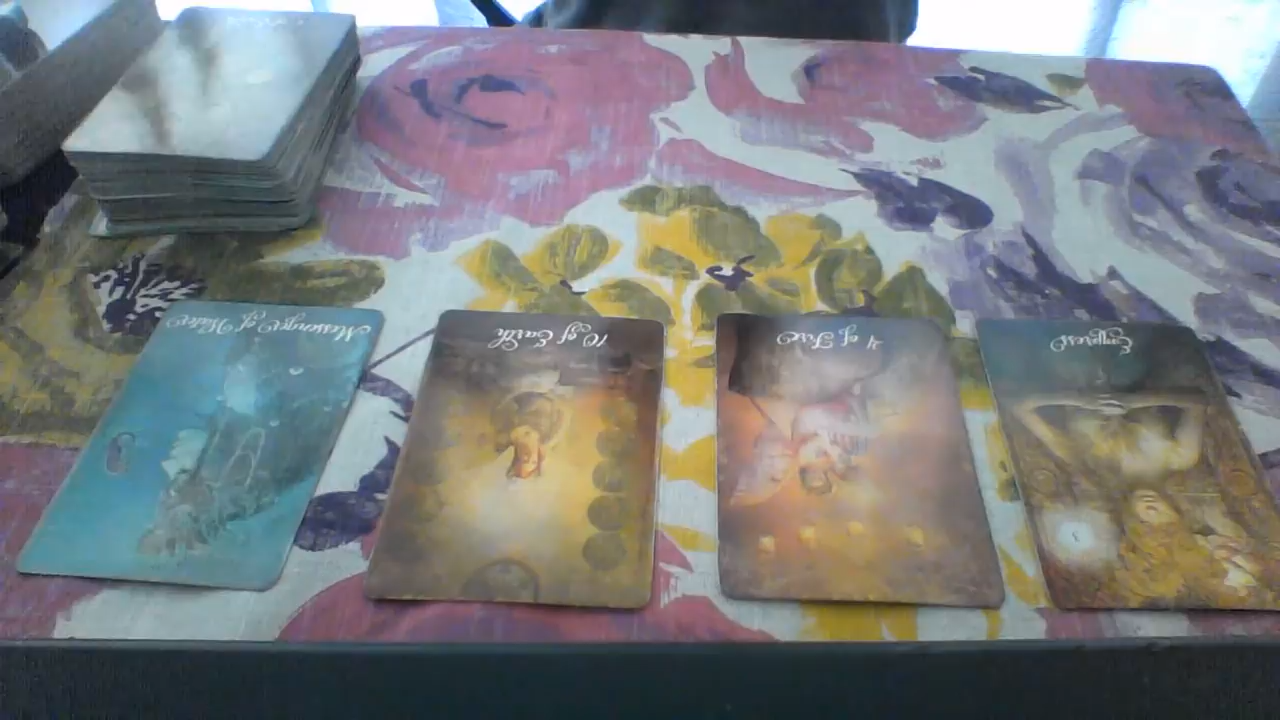 Messenger of Water
10 of Earth
4 of Fire
Empress